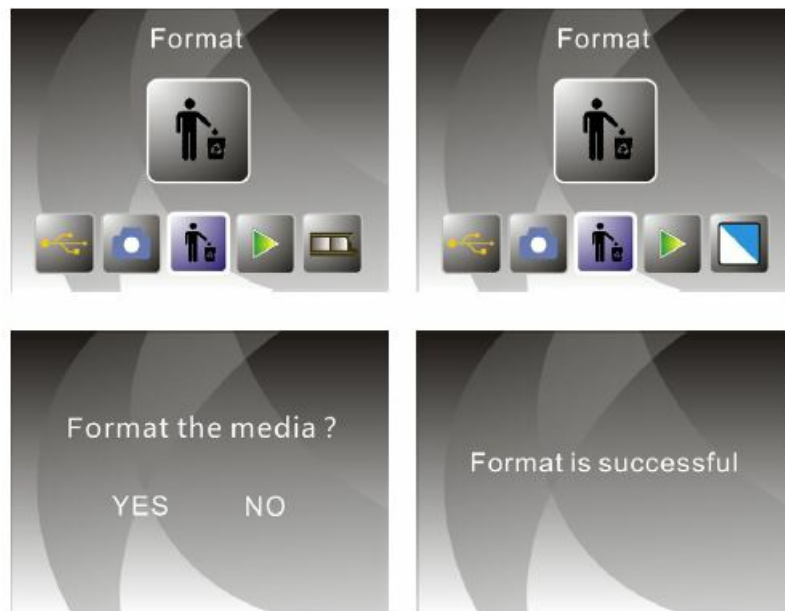 Format
Format
Format the media ?
YES NO
Format is successful